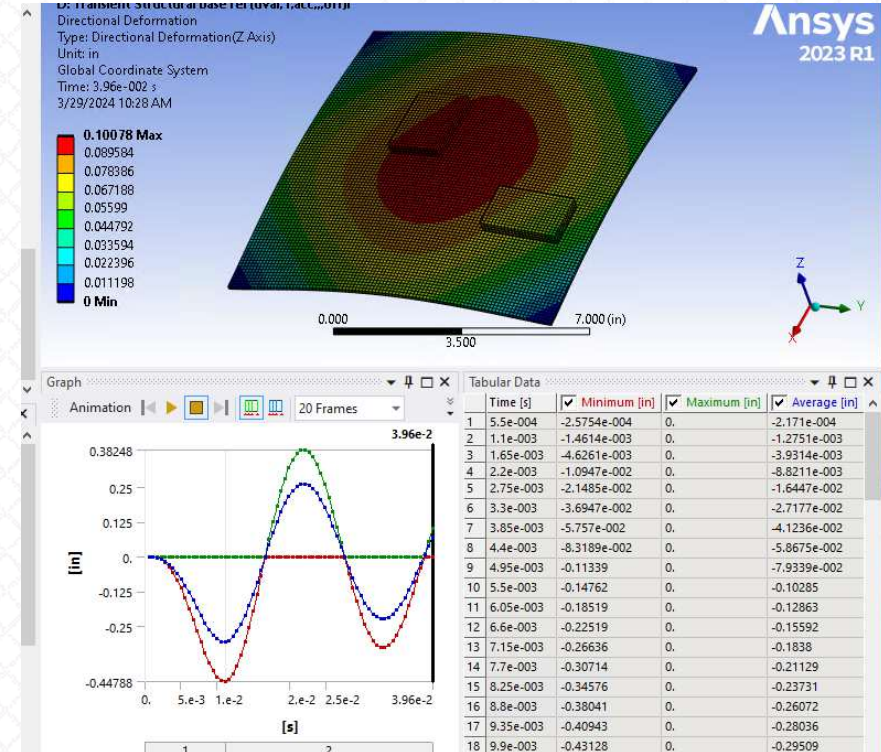 D: Transient Structural base rel (uval, f,acc,,,off)l
Directional Deformation
Type: Directional Deformation(Z Axis)
Unit: in
Global Coordinate System
Time: 3.96e-002 s
3/29/2024 10:28 AM
0.10078 Max
0.089584
0.078386
0.067188
0.05599
0.044792
0.033594
0.022396
0.011198
0 Min
Ansys
2023 R1
Z
Y
X
0.000
7.000 (in)
3.500
Graph
Animation
20 Frames
3.96e-2
0.38248
0.25
0.125
0.
-0.125
-0.25
-0.44788
[in]
0. 5.e-3 1.e-2 2.e-2 2.5e-2 3.96e-2
[s]
1 2
Tabular Data
Time [s] Minimum [in] Maximum [in] Average [in]
1 5.5e-004 -2.5754e-004 0. -2.171e-004
2 1.1e-003 -1.4614e-003 0. -1.2751e-003
3 1.65e-003 -4.6261e-003 0. -3.9314e-003
4 2.2e-003 -1.0947e-002 0. -8.8211e-003
5 2.75e-003 -2.1485e-002 0. -1.6447e-002
6 3.3e-003 -3.6947e-002 0. -2.7177e-002
7 3.85e-003 -5.757e-002 0. -4.1236e-002
8 4.4e-003 -8.3189e-002 0. -5.8675e-002
9 4.95e-003 -0.11339 0. -7.9339e-002
10 5.5e-003 -0.14762 0. -0.10285
11 6.05e-003 -0.18519 0. -0.12863
12 6.6e-003 -0.22519 0. -0.15592
13 7.15e-003 -0.26636 0. -0.1838
14 7.7e-003 -0.30714 0. -0.21129
15 8.25e-003 -0.34576 0. -0.23731
16 8.8e-003 -0.38041 0. -0.26072
17 9.35e-003 -0.40943 0. -0.28036
18 9.9e-003 -0.43128 0. -0.29509